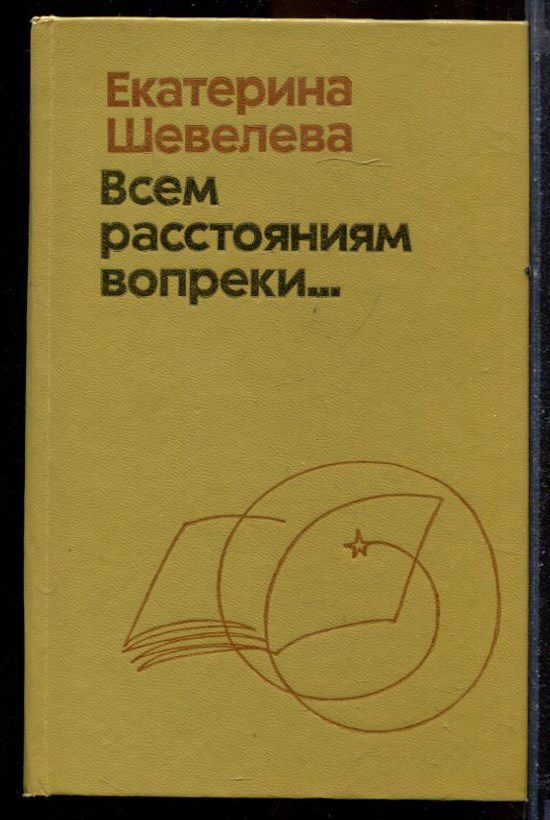 Екатерина
Шевелева
Всем
расстояниям
вопреки...